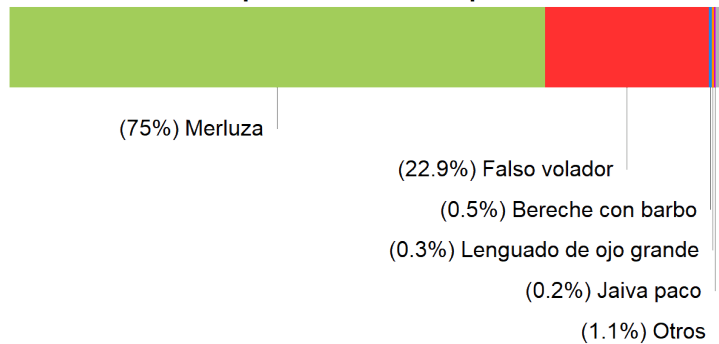 (75%) Merluza
(22.9%) Falso volador
(0.5%) Bereche con barbo
(0.3%) Lenguado de ojo grande
(0.2%) Jaiva paco
(1.1%) Otros